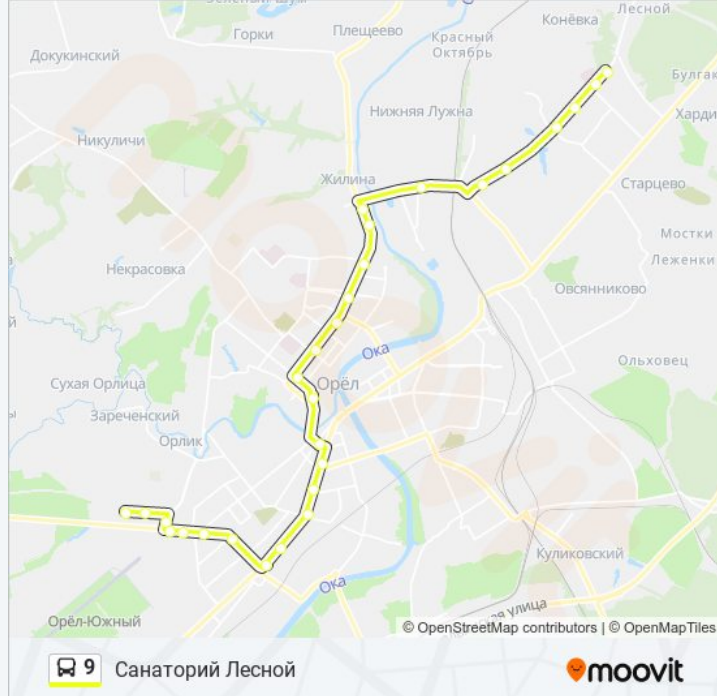 Зелёный Шум
Конёвка
Лесной
Горки
Плещеево
Красный
Октябрь
Докукинский
Булгак
Нижняя Лужна
Харди
Никуличи
Жилина
Старцево
Мостки
Леженки
Некрасовка
Овсянниково
Ока
Ольховец
Сухая Орлица
Орёл
Зареченский
Орлик
Куликовский
Ока
Орёл-Южный
улица
© OpenStreetMap contributors | © OpenMapTiles
9 Санаторий Лесной
moovit